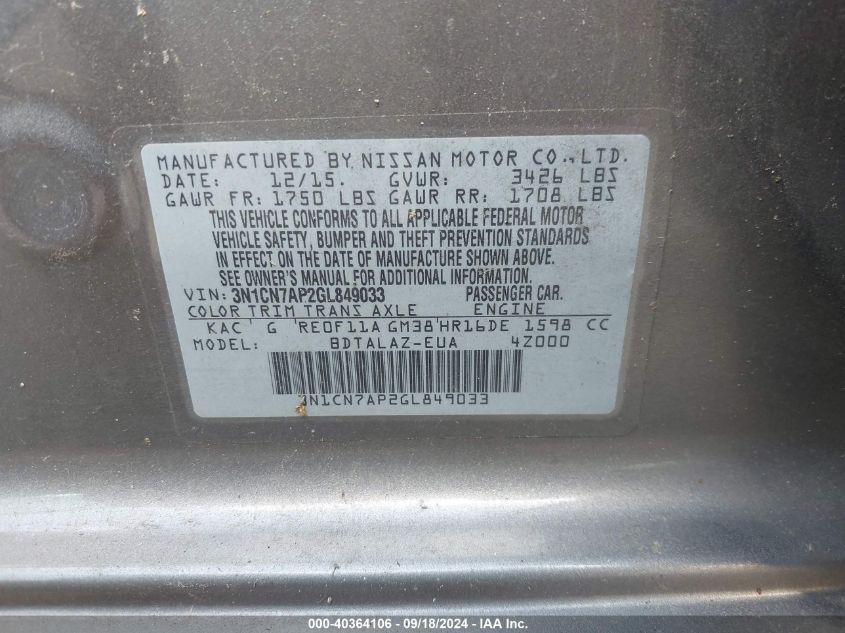 MANUFACTURED BY NISSAN MOTOR CO., LTD.
DATE: 12/15. GVWR: 3426 LBS
GAWR FR: 1750 LBS GAWR RR: 1708 LBS
THIS VEHICLE CONFORMS TO ALL APPLICABLE FEDERAL MOTOR
VEHICLE SAFETY, BUMPER AND THEFT PREVENTION STANDARDS
IN EFFECT ON THE DATE OF MANUFACTURE SHOWN ABOVE.
SEE OWNER'S MANUAL FOR ADDITIONAL INFORMATION.
VIN: 3N1CN7AP2GL849033 PASSENGER CAR.
COLOR TRIM TRANS AXLE ENGINE
KAC' G 'RE0F11A GM38'HR16DE 1598 CC
MODEL: BDTALAZ-EUA 4Z000
3N1CN7AP2GL849033
000-40364106 - 09/18/2024 - IAA Inc.